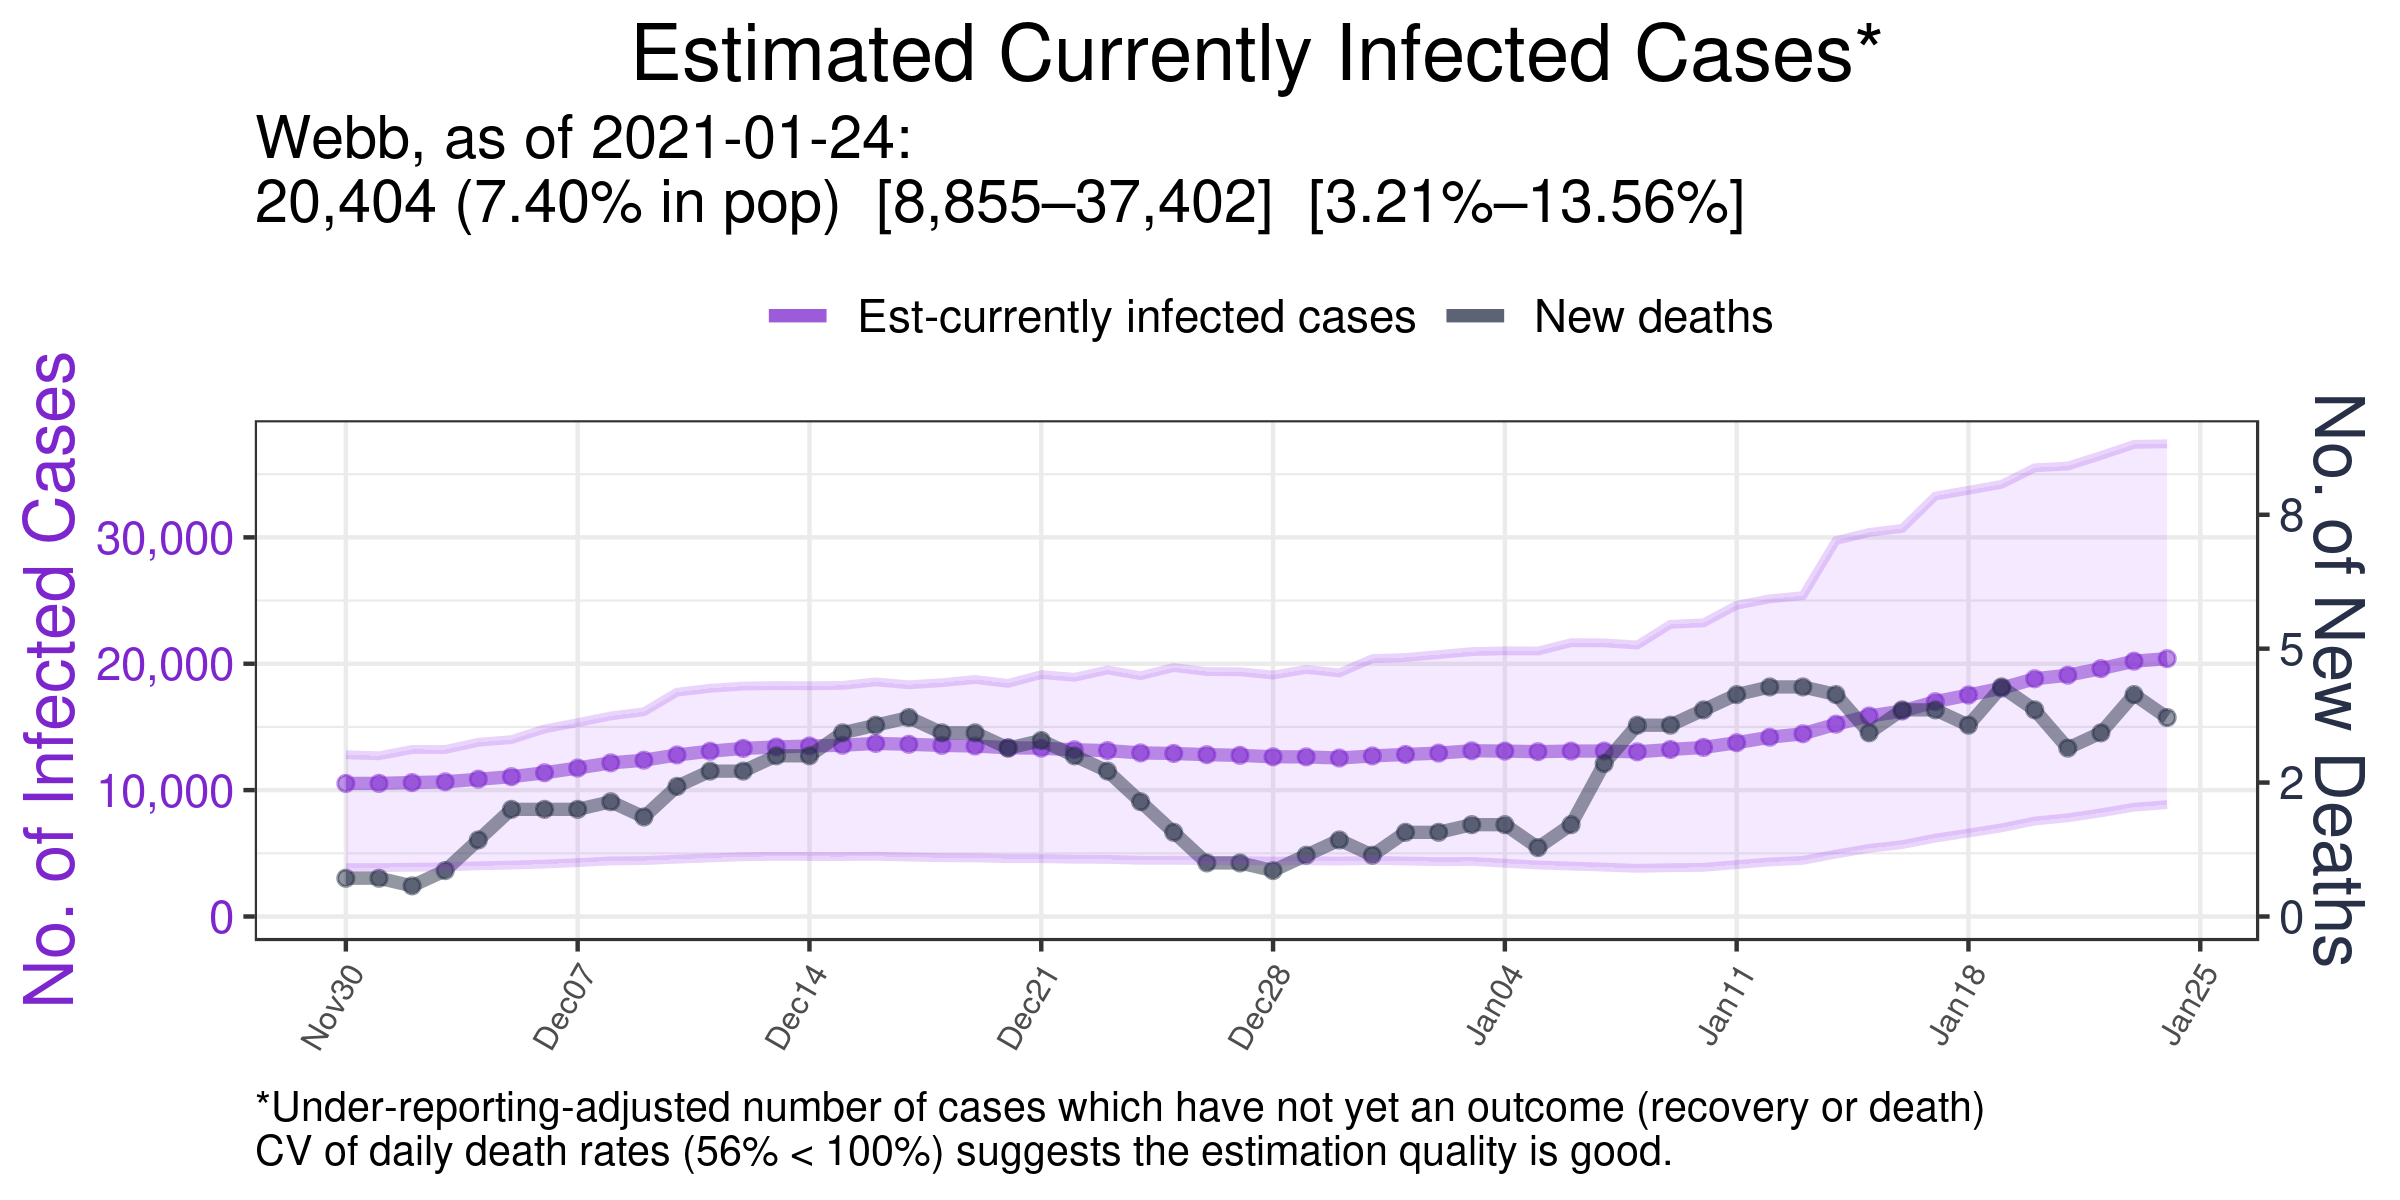 Estimated Currently Infected Cases*
Webb, as of 2021-01-24:
20,404 (7.40% in pop)  [8,855–37,402]  [3.21%–13.56%]
Est-currently infected cases
New deaths
No. of Infected Cases
30,000
20,000
10,000
0
8
5
2
0
No. of New Deaths
Nov30
Dec07
Dec14
Dec21
Dec28
Jan04
Jan11
Jan18
Jan25
*Under-reporting-adjusted number of cases which have not yet an outcome (recovery or death)
CV of daily death rates (56% < 100%) suggests the estimation quality is good.